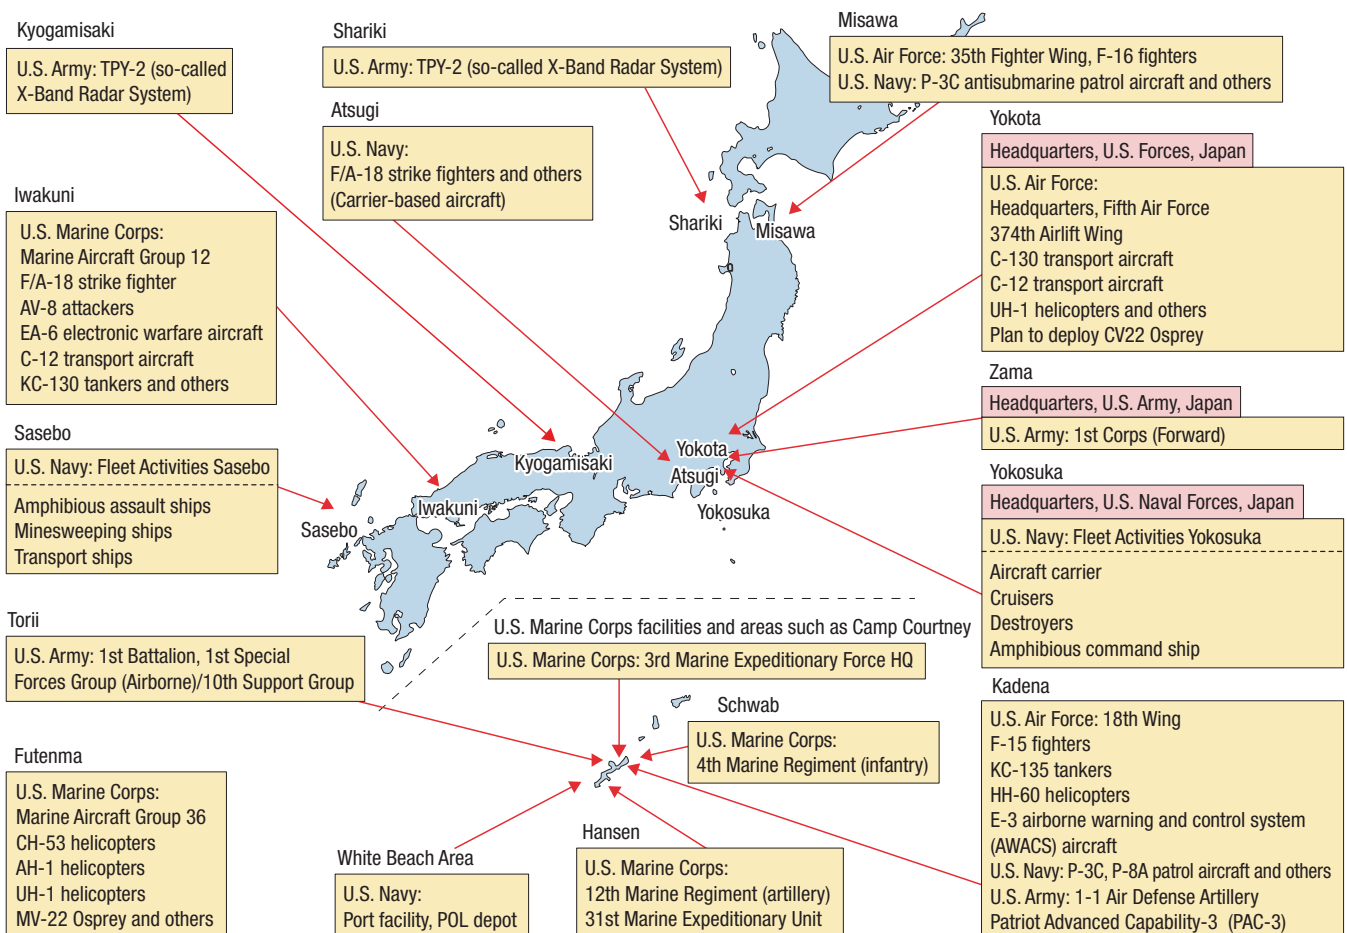 Kyogamisaki
U.S. Army: TPY-2 (so-called
X-Band Radar System)
Shariki
U.S. Army: TPY-2 (so-called X-Band Radar System)
Misawa
U.S. Air Force: 35th Fighter Wing, F-16 fighters
U.S. Navy: P-3C antisubmarine patrol aircraft and others
Atsugi
U.S. Navy:
F/A-18 strike fighters and others
(Carrier-based aircraft)
Yokota
Headquarters, U.S. Forces, Japan
U.S. Air Force:
Headquarters, Fifth Air Force
374th Airlift Wing
C-130 transport aircraft
C-12 transport aircraft
UH-1 helicopters and others
Plan to deploy CV22 Osprey
Iwakuni
U.S. Marine Corps:
Marine Aircraft Group 12
F/A-18 strike fighter
AV-8 attackers
EA-6 electronic warfare aircraft
C-12 transport aircraft
KC-130 tankers and others
Shariki
Misawa
Zama
Headquarters, U.S. Army, Japan
U.S. Army: 1st Corps (Forward)
Sasebo
U.S. Navy: Fleet Activities Sasebo
Amphibious assault ships
Minesweeping ships
Transport ships
Kyogamisaki
Yokota
Atsugi
Iwakuni
Yokosuka
Sasebo
Yokosuka
Headquarters, U.S. Naval Forces, Japan
U.S. Navy: Fleet Activities Yokosuka
Aircraft carrier
Cruisers
Destroyers
Amphibious command ship
Torii
U.S. Army: 1st Battalion, 1st Special
Forces Group (Airborne)/10th Support Group
U.S. Marine Corps facilities and areas such as Camp Courtney
U.S. Marine Corps: 3rd Marine Expeditionary Force HQ
Schwab
U.S. Marine Corps:
4th Marine Regiment (infantry)
Kadena
U.S. Air Force: 18th Wing
F-15 fighters
KC-135 tankers
HH-60 helicopters
E-3 airborne warning and control system
(AWACS) aircraft
U.S. Navy: P-3C, P-8A patrol aircraft and others
U.S. Army: 1-1 Air Defense Artillery
Patriot Advanced Capability-3 (PAC-3)
Futenma
U.S. Marine Corps:
Marine Aircraft Group 36
CH-53 helicopters
AH-1 helicopters
UH-1 helicopters
MV-22 Osprey and others
White Beach Area
U.S. Navy:
Port facility, POL depot
Hansen
U.S. Marine Corps:
12th Marine Regiment (artillery)
31st Marine Expeditionary Unit